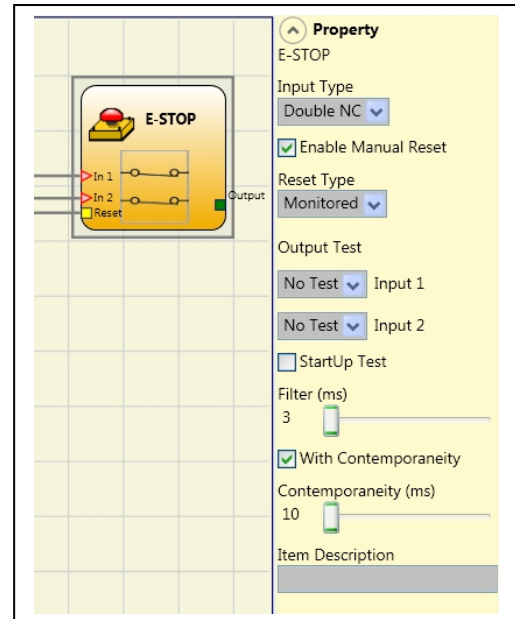 E-STOP
In 1
In 2
Reset
Output
Property
E-STOP
Input Type
Double NC
Enable Manual Reset
Reset Type
Monitored
Output Test
No Test Input 1
No Test Input 2
StartUp Test
Filter (ms)
3
With Contemporaneity
Contemporaneity (ms)
10
Item Description